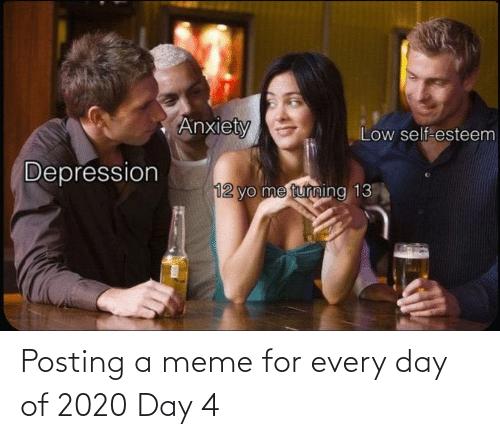 Anxiety
Low self-esteem
Depression
12 yo me turning 13
Posting a meme for every day
of 2020 Day 4